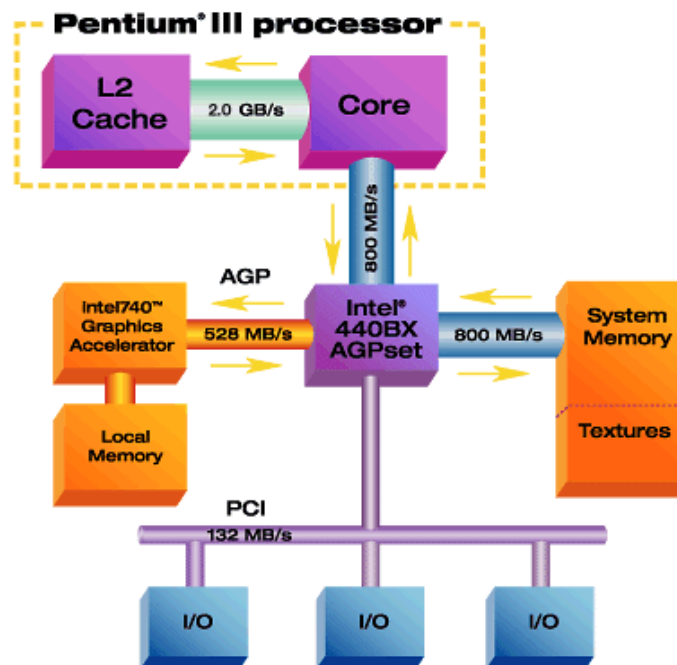 Pentium® III processor
L2
Cache
2.0 GB/s
Core
800 MB/s
AGP
Intel740™
Graphics
Accelerator
528 MB/s
Intel®
440BX
AGPset
800 MB/s
System
Memory
Textures
Local
Memory
PCI
132 MB/s
I/O
I/O
I/O